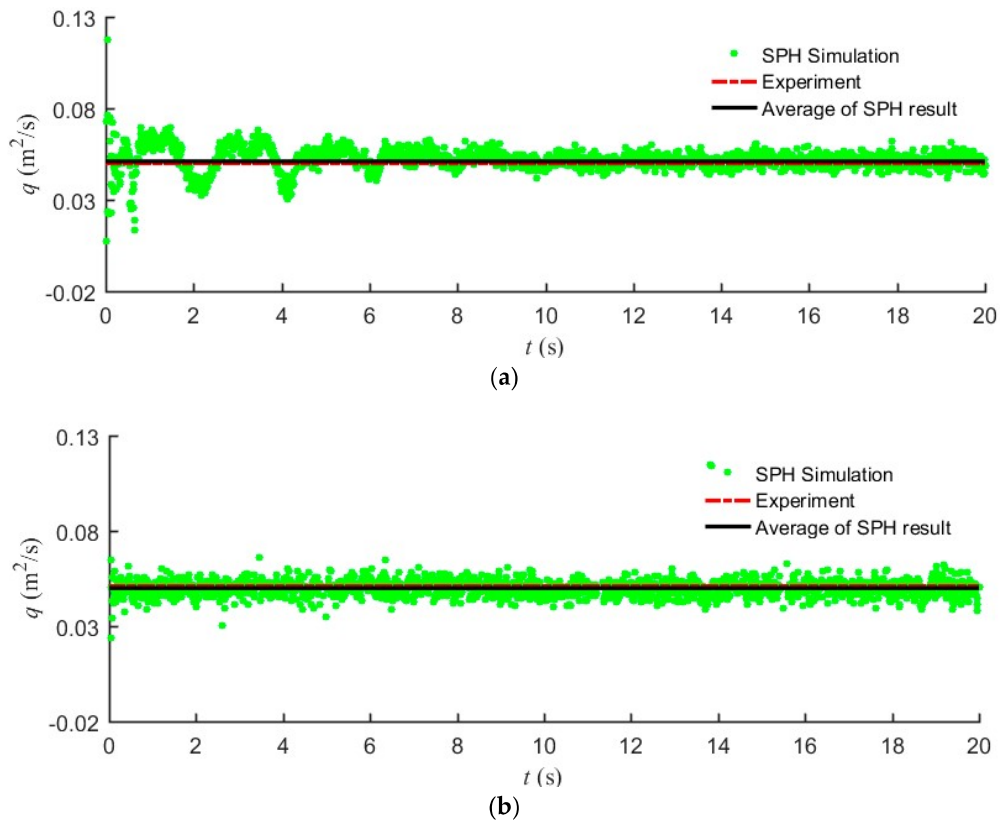 0.13
0.08
0.03
-0.02
q (m²/s)
SPH Simulation
Experiment
Average of SPH result
0 2 4 6 8 10 12 14 16 18 20
t (s)
(a)
0.13
0.08
0.03
-0.02
q (m²/s)
SPH Simulation
Experiment
Average of SPH result
0 2 4 6 8 10 12 14 16 18 20
t (s)
(b)